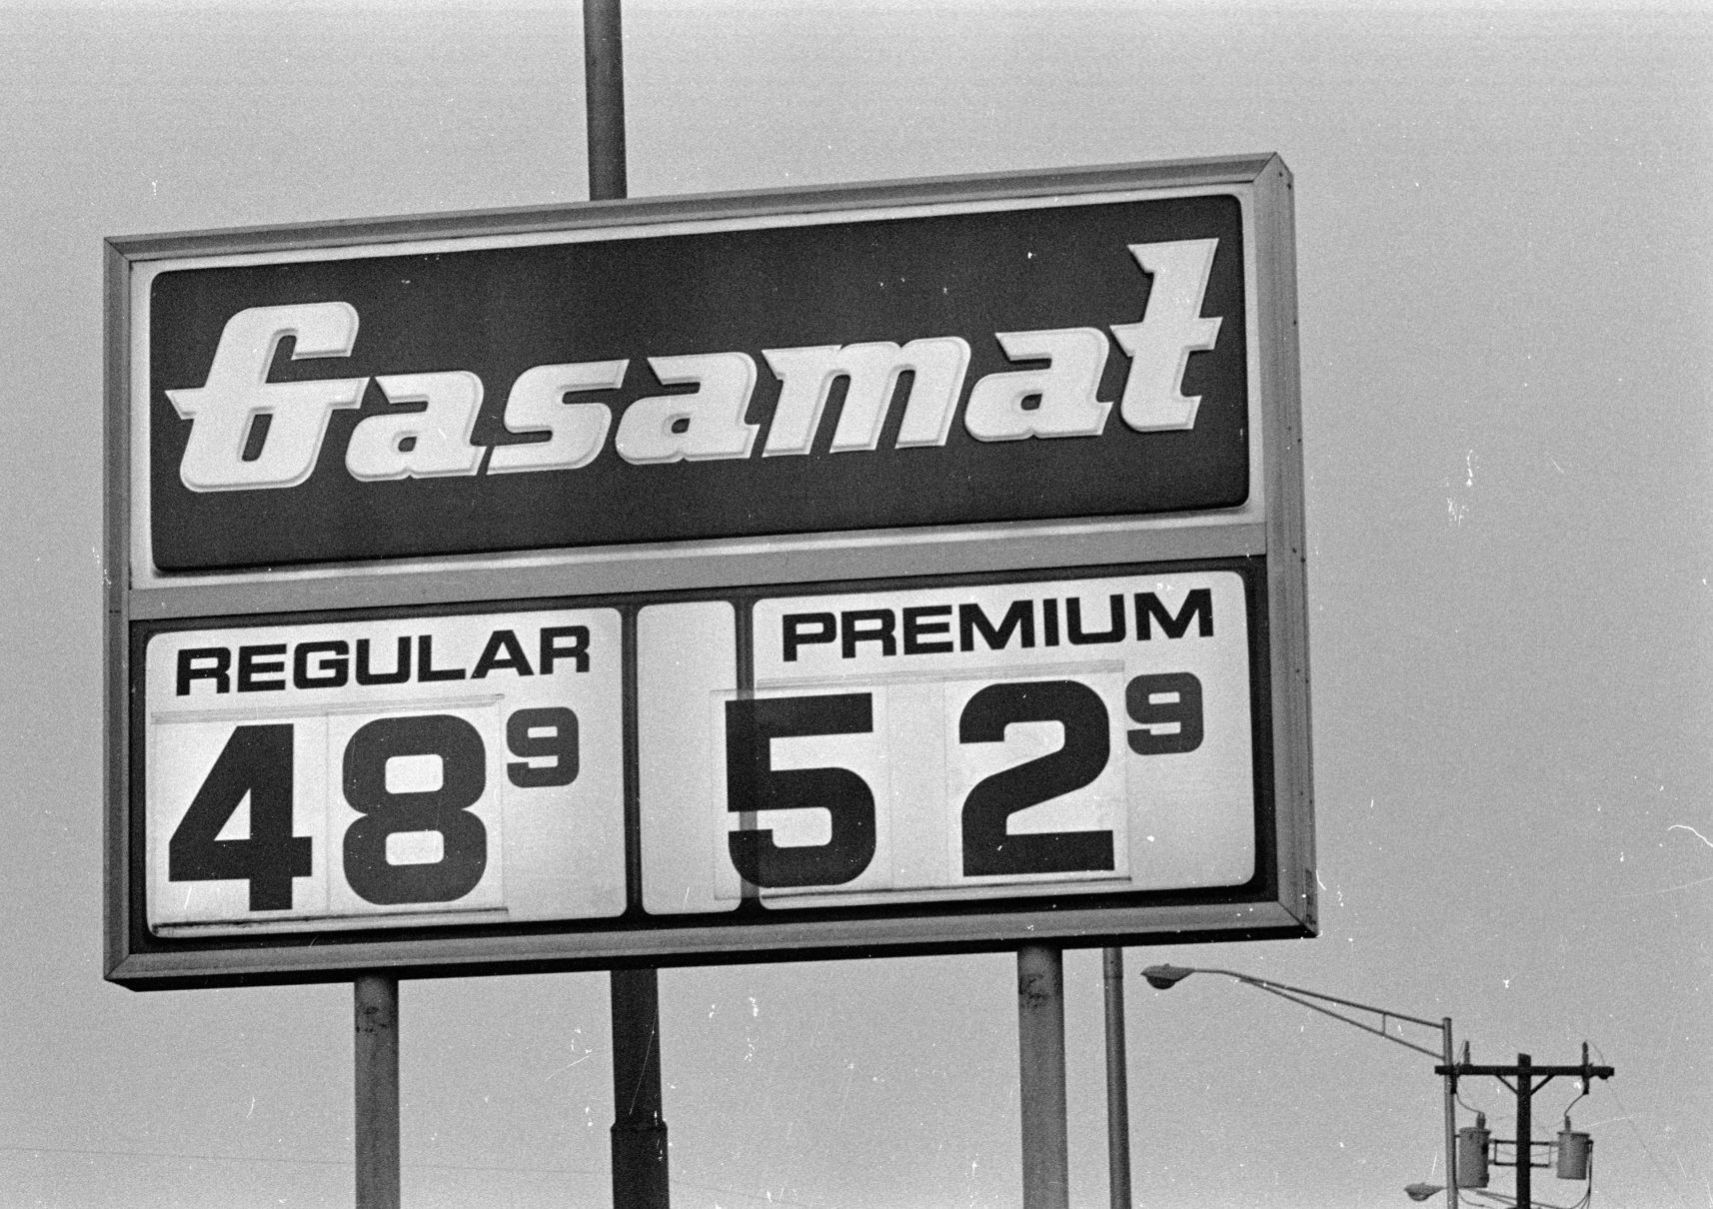 Gasamat
REGULAR PREMIUM
48⁹ 52⁹